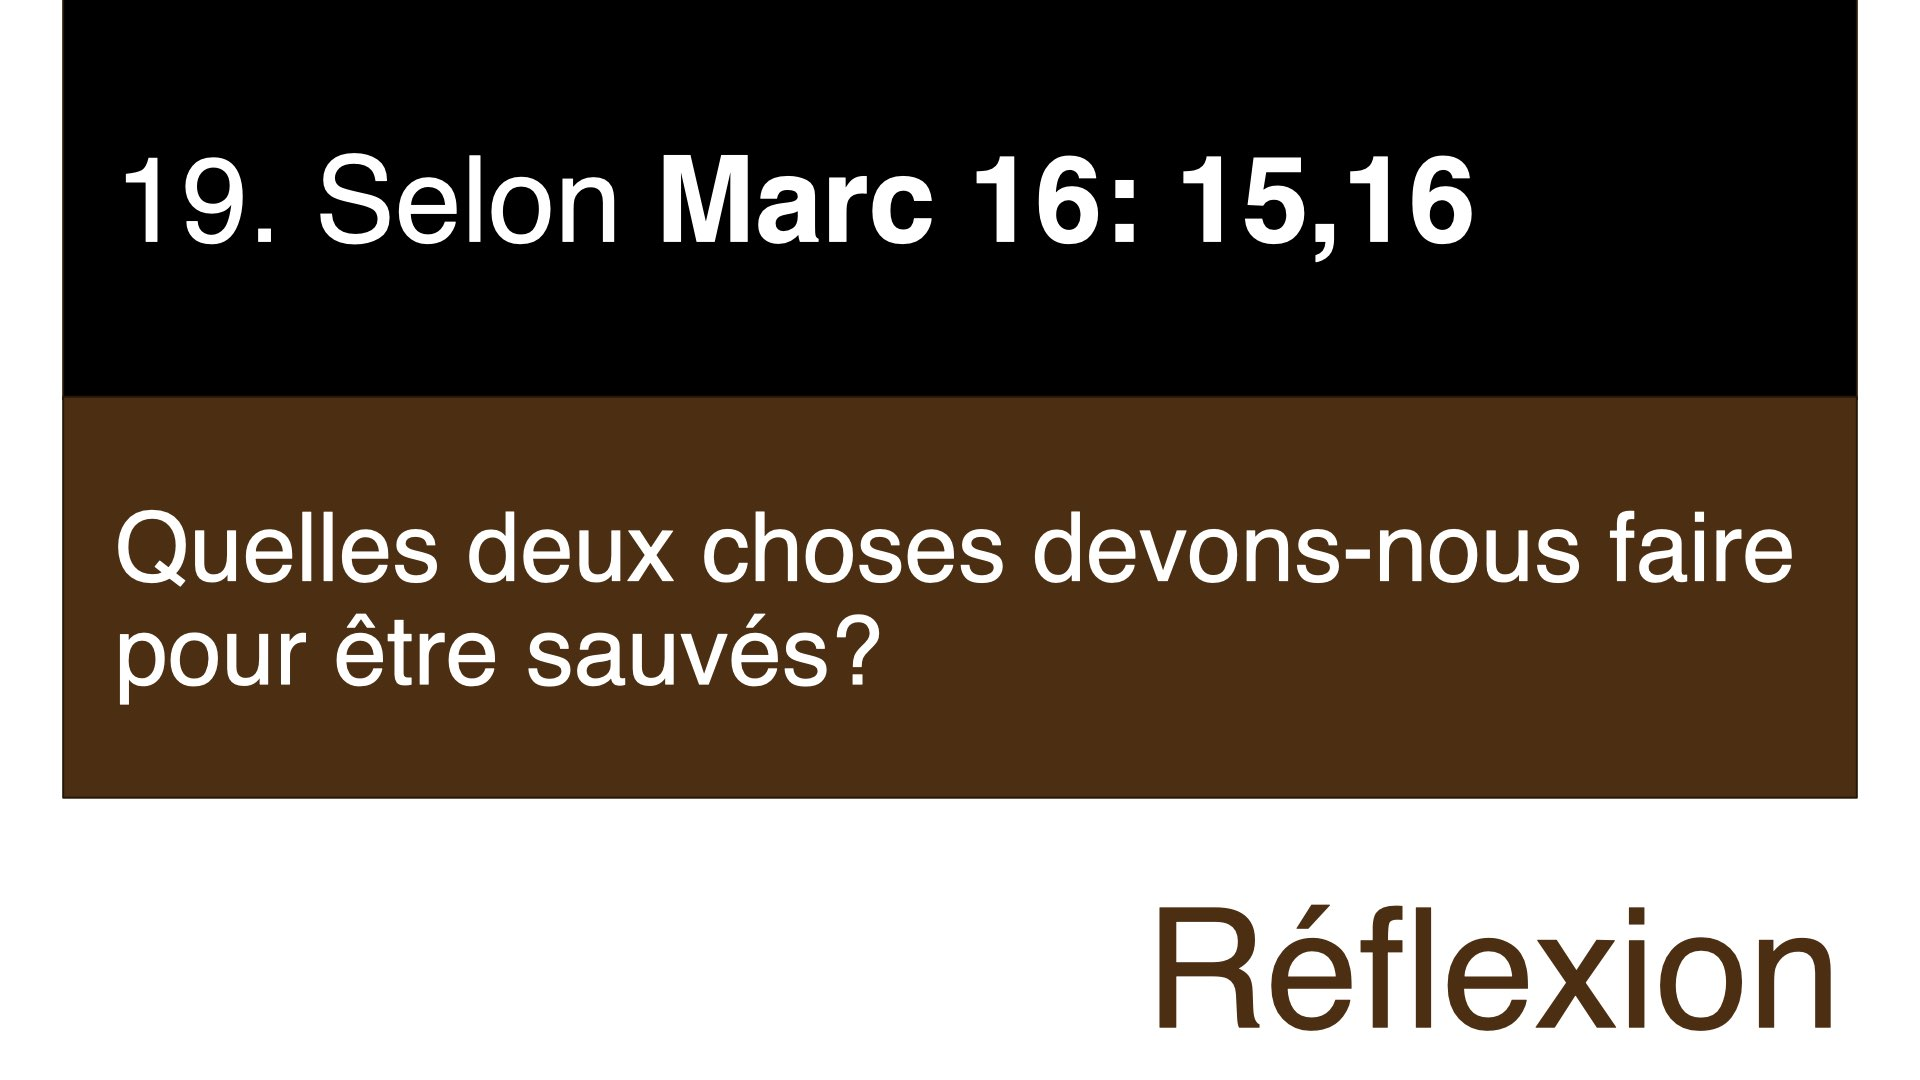 19. Selon Marc 16: 15,16
Quelles deux choses devons-nous faire
pour être sauvés?
Réflexion